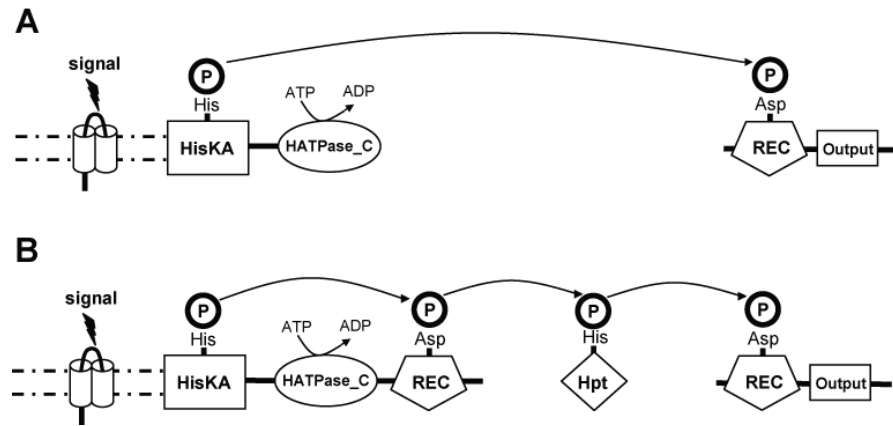 A
signal
P P
His ATP ADP Asp
HisKA HATPase_C REC Output
B
signal
P P P P
His ATP ADP Asp His Asp
HisKA HATPase_C REC Hpt REC Output